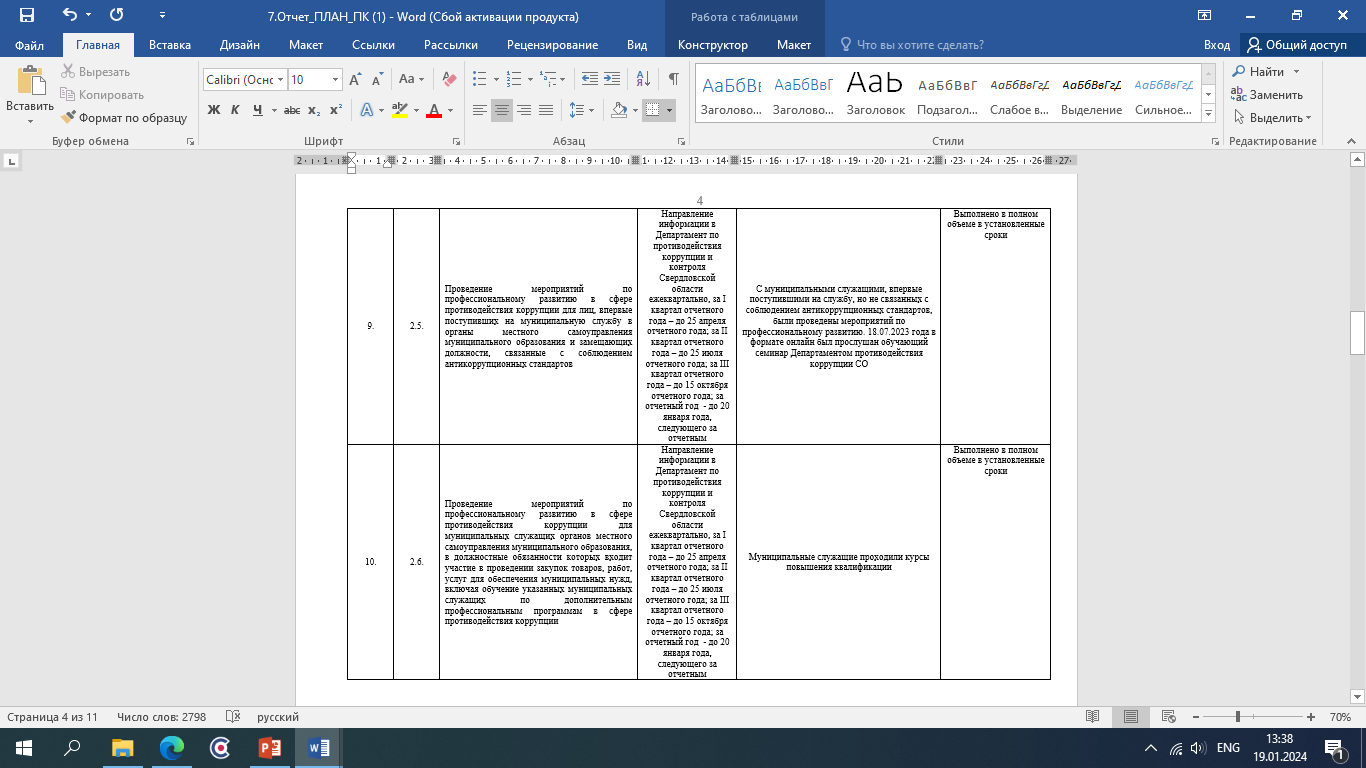 7.Отчет_ПЛАН_ПК (1) - Word (Сбой активации продукта)
Работа с таблицами
Файл Главная Вставка Дизайн Макет Ссылки Рассылки Рецензирование Вид Конструктор Макет Что вы хотите сделать? Вход Общий доступ
Вставить
Вырезать
Копировать
Формат по образцу
Буфер обмена
Calibri (Оснс 10
Ж К Ч abc x₂ x²
Шрифт
Абзац
АаБбВı АаБбВвГ АаЬ АаБбВвГ АаБбВвГд АаБбВвГд АаБбВвГд
Заголово... Заголово... Заголовок Подзагол... Слабое в... Выделение Сильное...
Стили
Найти
Заменить
Выделить
Редактирование
4
9.
2.5.
Проведение мероприятий по
профессиональному развитию в сфере
противодействия коррупции для лиц, впервые
поступивших на муниципальную службу в
органы местного самоуправления
муниципального образования и замещающих
должности, связанные с соблюдением
антикоррупционных стандартов
Направление
информации в
Департамент по
противодействия
коррупции и
контроля
Свердловской
области
ежеквартально, за I
квартал отчетного
года – до 25 апреля
отчетного года; за II
квартал отчетного
года – до 25 июля
отчетного года; за III
квартал отчетного
года – до 15 октября
отчетного года; за
отчетный год - до 20
января года,
следующего за
отчетным
С муниципальными служащими, впервые
поступившими на службу, но не связанных с
соблюдением антикоррупционных стандартов,
были проведены мероприятий по
профессиональному развитию. 18.07.2023 года в
формате онлайн был прослушан обучающий
семинар Департаментом противодействия
коррупции СО
Выполнено в полном
объеме в установленные
сроки
10.
2.6.
Проведение мероприятий по
профессиональному развитию в сфере
противодействия коррупции для
муниципальных служащих органов местного
самоуправления муниципального образования,
в должностные обязанности которых входит
участие в проведении закупок товаров, работ,
услуг для обеспечения муниципальных нужд,
включая обучение указанных муниципальных
служащих по дополнительным
профессиональным программам в сфере
противодействия коррупции
Направление
информации в
Департамент по
противодействия
коррупции и
контроля
Свердловской
области
ежеквартально, за I
квартал отчетного
года – до 25 апреля
отчетного года; за II
квартал отчетного
года – до 25 июля
отчетного года; за III
квартал отчетного
года – до 15 октября
отчетного года; за
отчетный год - до 20
января года,
следующего за
отчетным
Муниципальные служащие проходили курсы
повышения квалификации
Выполнено в полном
объеме в установленные
сроки
Страница 4 из 11 Число слов: 2798 русский 70%
ENG 13:38
19.01.2024
1